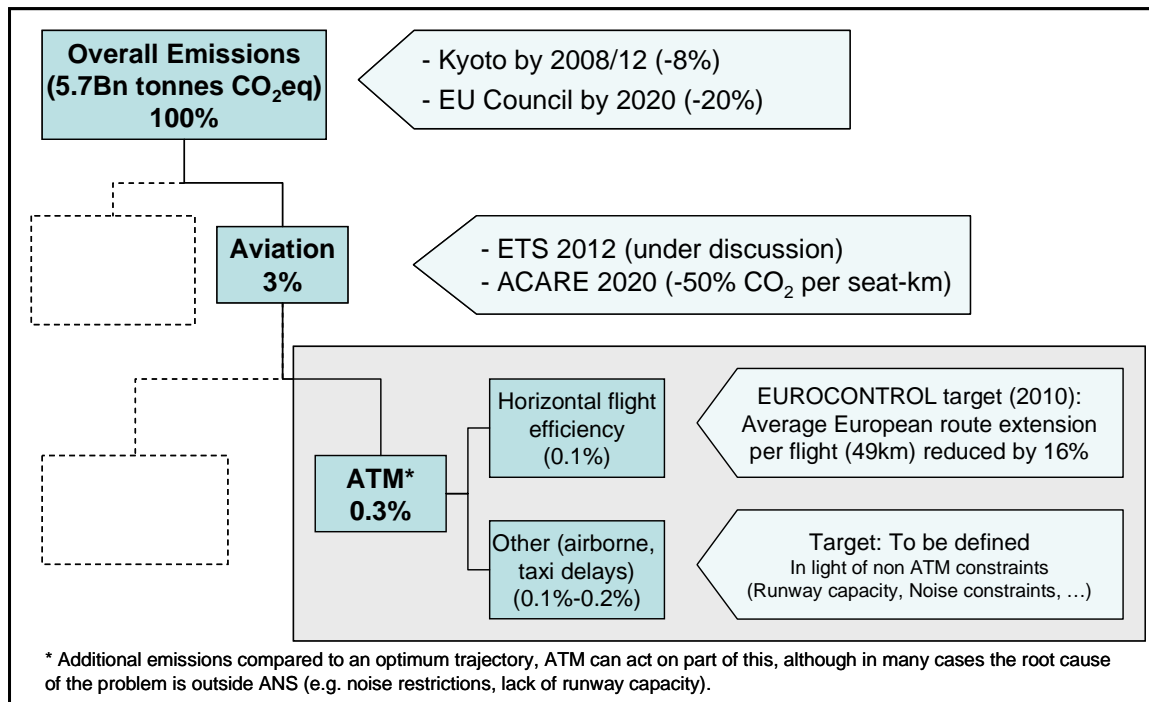 Overall Emissions
(5.7Bn tonnes CO₂eq)
100%
- Kyoto by 2008/12 (-8%)
- EU Council by 2020 (-20%)
Aviation
3%
- ETS 2012 (under discussion)
- ACARE 2020 (-50% CO₂ per seat-km)
ATM*
0.3%
Horizontal flight
efficiency
(0.1%)
EUROCONTROL target (2010):
Average European route extension
per flight (49km) reduced by 16%
Other (airborne,
taxi delays)
(0.1%-0.2%)
Target: To be defined
In light of non ATM constraints
(Runway capacity, Noise constraints, …)
* Additional emissions compared to an optimum trajectory, ATM can act on part of this, although in many cases the root cause
of the problem is outside ANS (e.g. noise restrictions, lack of runway capacity).